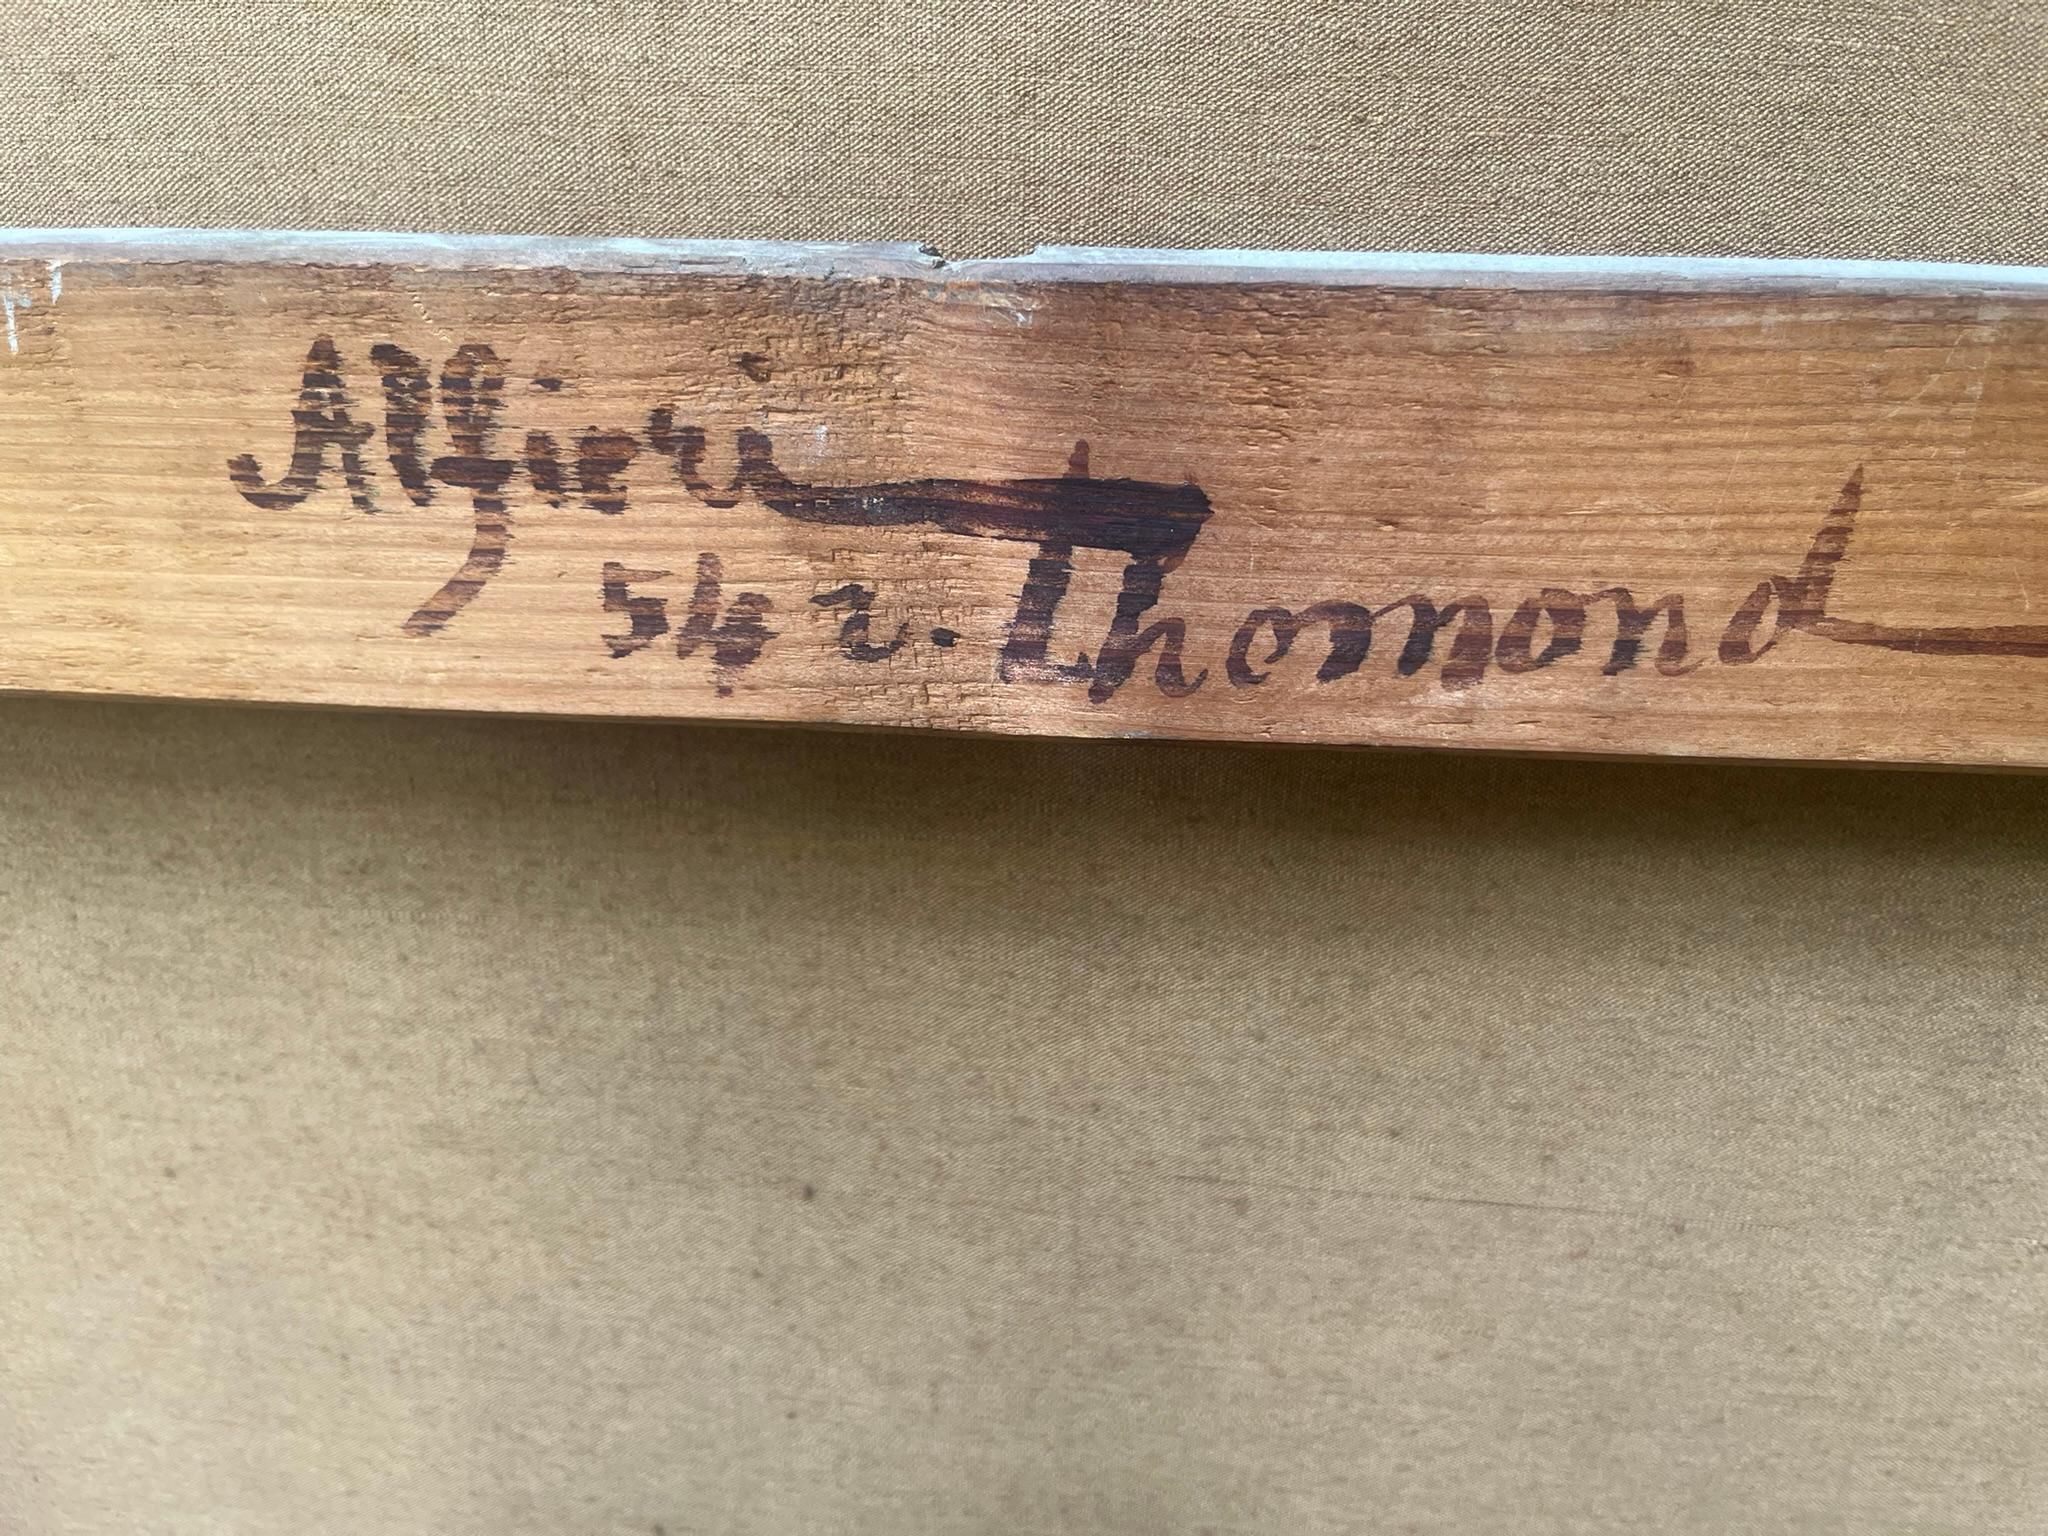 Alfieri
54 r. Thomond